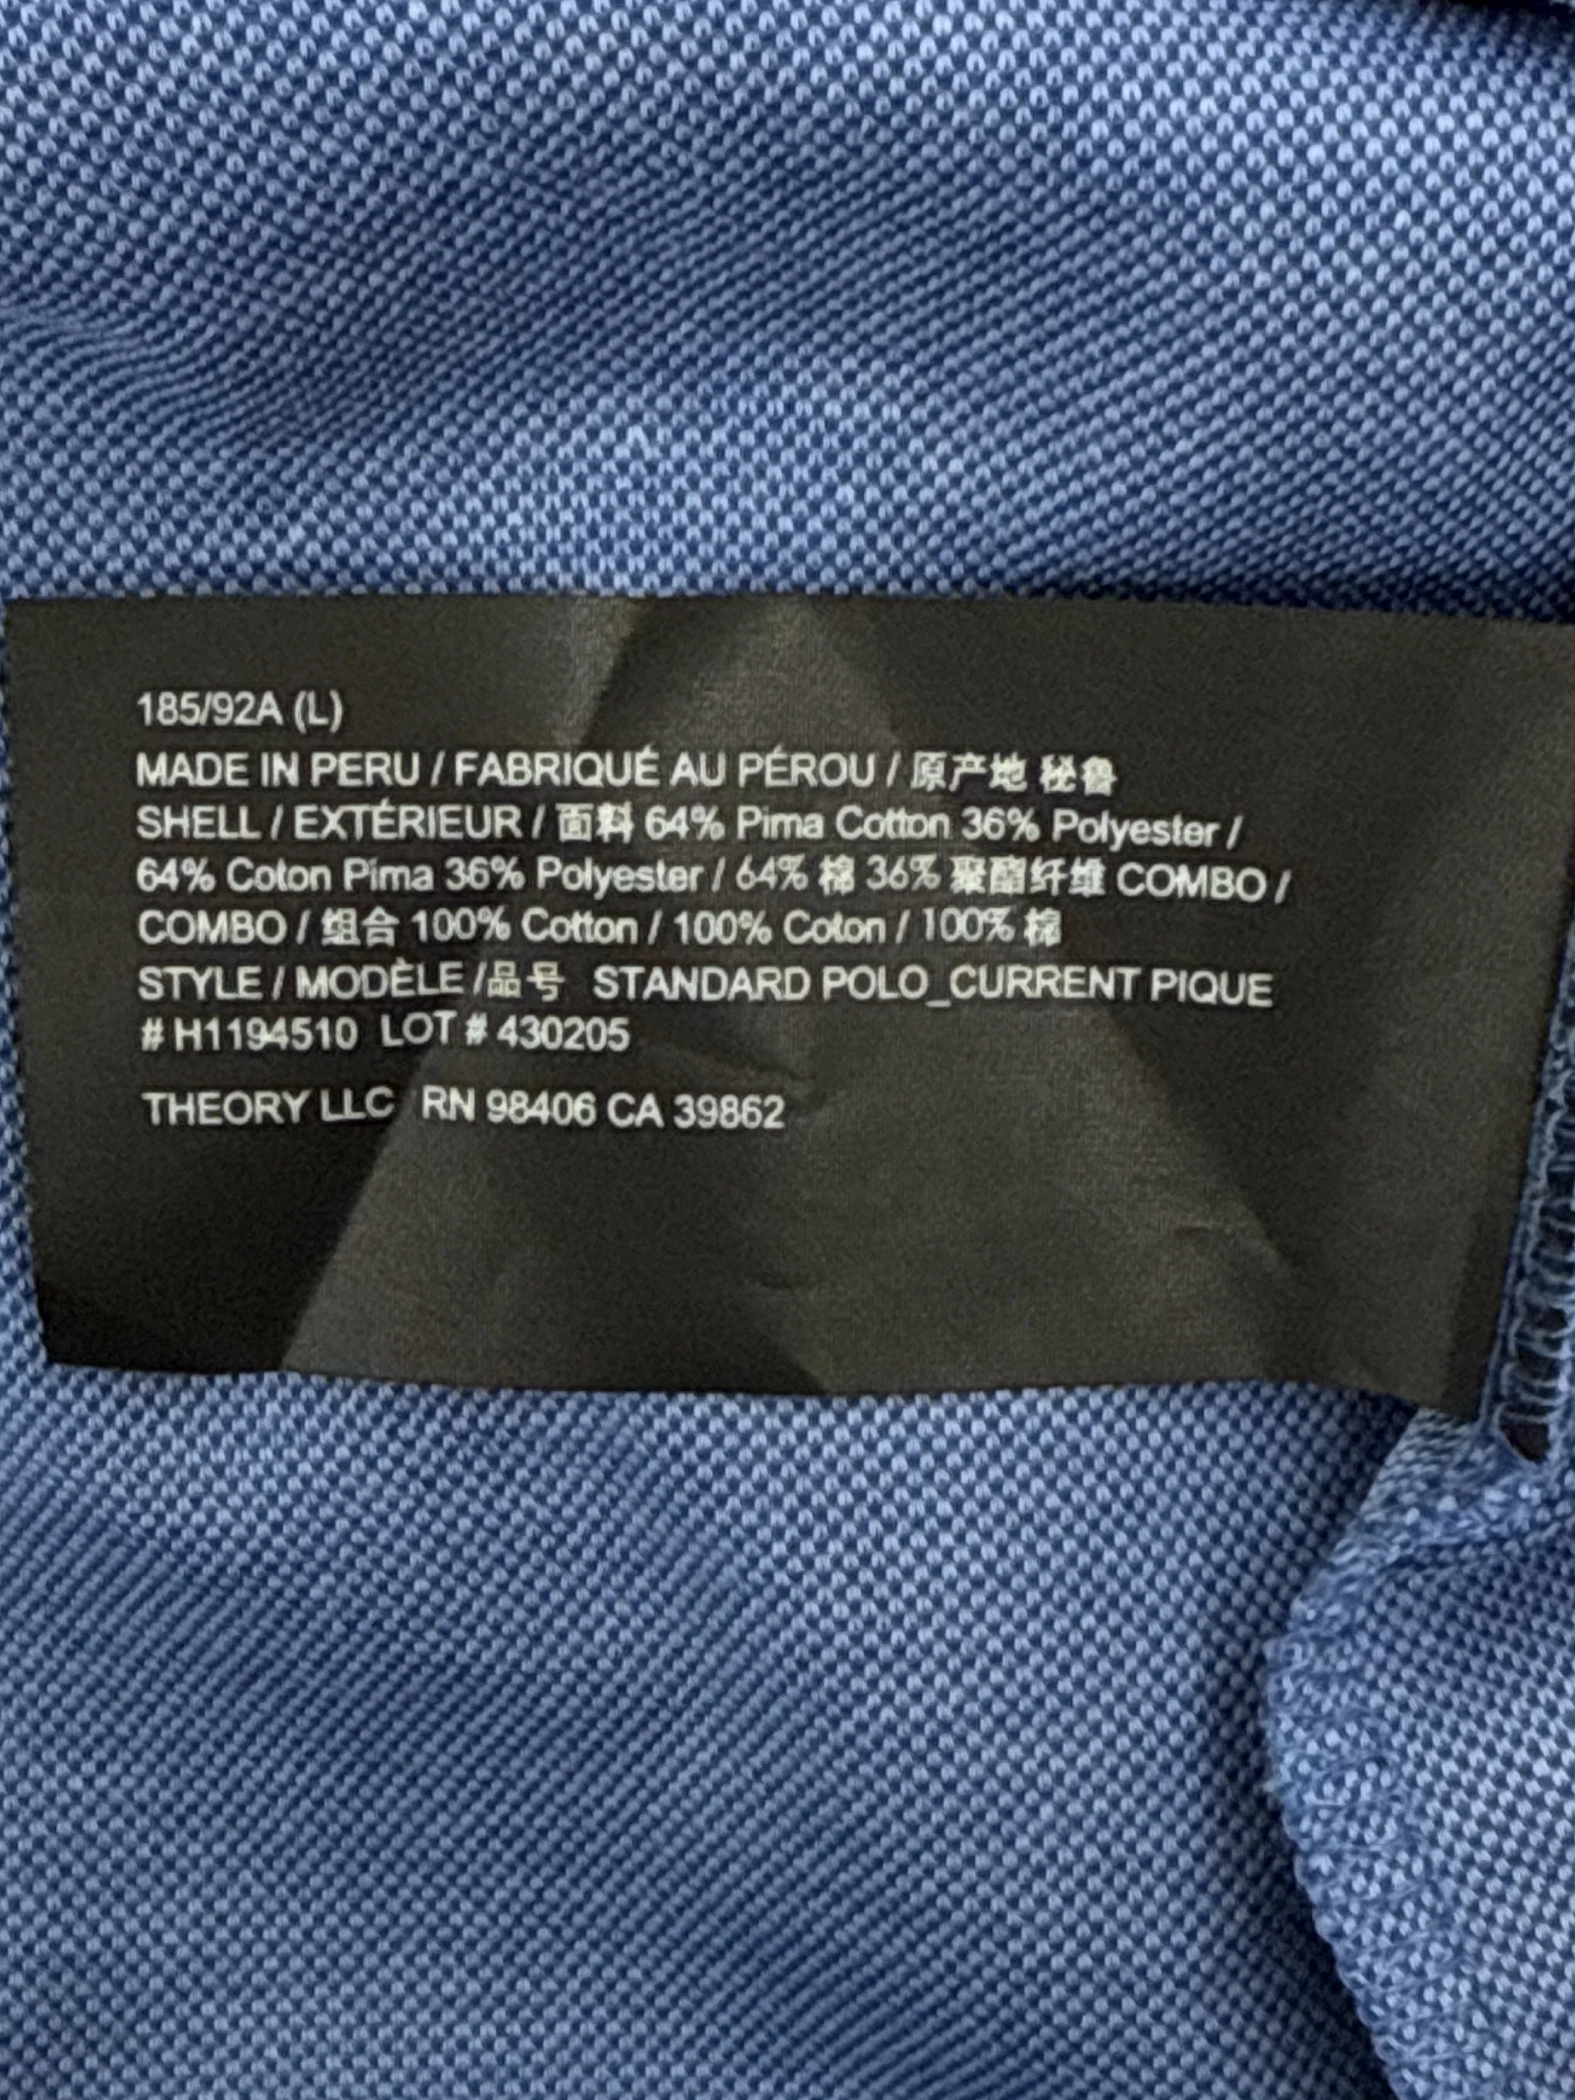 185/92A (L)
MADE IN PERU / FABRIQUÉ AU PÉROU / 原产地 秘鲁
SHELL / EXTÉRIEUR / 面料 64% Pima Cotton 36% Polyester /
64% Coton Pima 36% Polyester / 64% 棉 36% 聚酯纤维 COMBO /
COMBO / 组合 100% Cotton / 100% Coton / 100% 棉
STYLE / MODÈLE /品号 STANDARD POLO_CURRENT PIQUE
# H1194510 LOT # 430205
THEORY LLC RN 98406 CA 39862